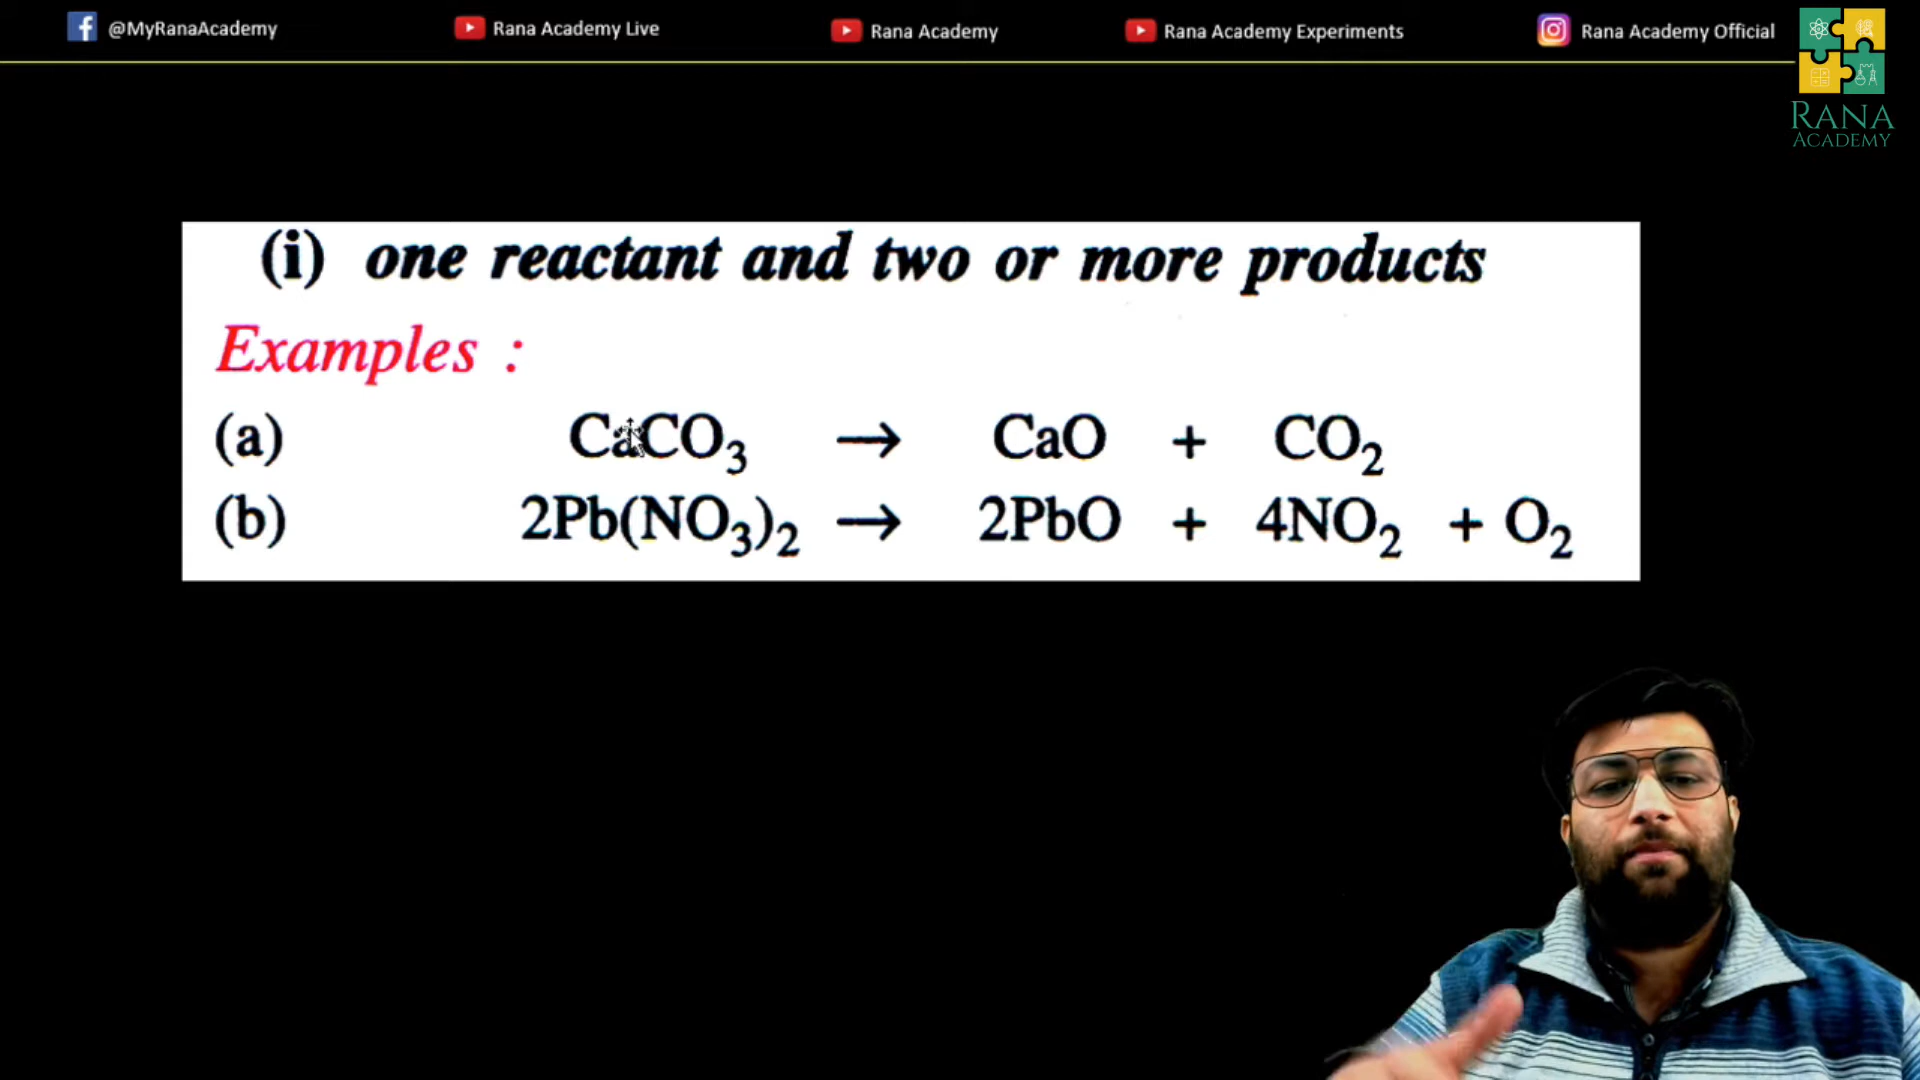 @MyRanaAcademy Rana Academy Live Rana Academy Rana Academy Experiments Rana Academy Official
RANA
ACADEMY
(i) one reactant and two or more products
Examples :
(a) CaCO₃ → CaO + CO₂
(b) 2Pb(NO₃)₂ → 2PbO + 4NO₂ + O₂